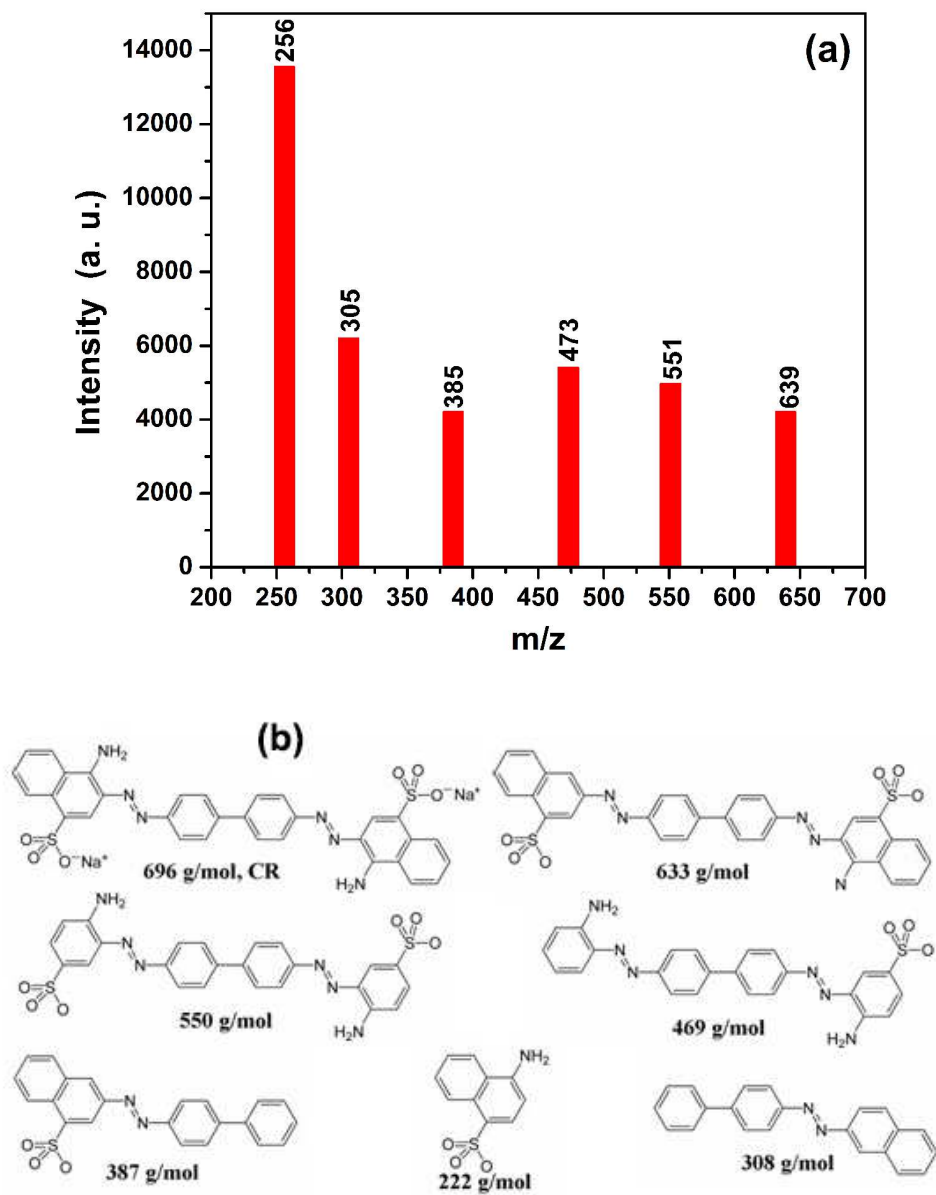 (a)
256
305
385
473
551
639
14000
12000
10000
8000
6000
4000
2000
0
Intensity (a. u.)
200 250 300 350 400 450 500 550 600 650 700
m/z
(b)
NH₂
N
N
N
N
O
O
S
O⁻Na⁺
O
S
O
O⁻Na⁺
H₂N
696 g/mol, CR
N
N
N
N
O
O
S
O
O
S
O
O
N
633 g/mol
NH₂
N
N
N
N
O
O
S
O
O
S
O
O
H₂N
550 g/mol
NH₂
N
N
N
N
O
O
S
O
H₂N
469 g/mol
N
N
O
S
O
O
387 g/mol
NH₂
O
S
O
O
222 g/mol
N
N
308 g/mol